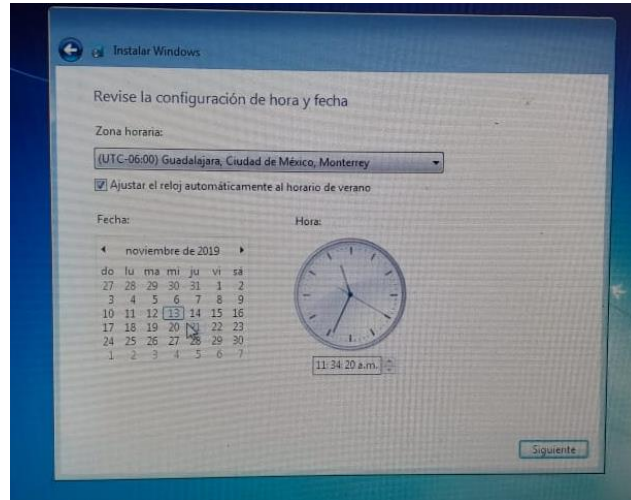 Instalar Windows
Revise la configuración de hora y fecha
Zona horaria:
(UTC-06:00) Guadalajara, Ciudad de México, Monterrey
Ajustar el reloj automáticamente al horario de verano
Fecha:
Hora:
noviembre de 2019
do lu ma mi ju vi sá
27 28 29 30 31 1 2
3 4 5 6 7 8 9
10 11 12 13 14 15 16
17 18 19 20 21 22 23
24 25 26 27 28 29 30
1 2 3 4 5 6 7
11:34:20 a.m.
Siguiente